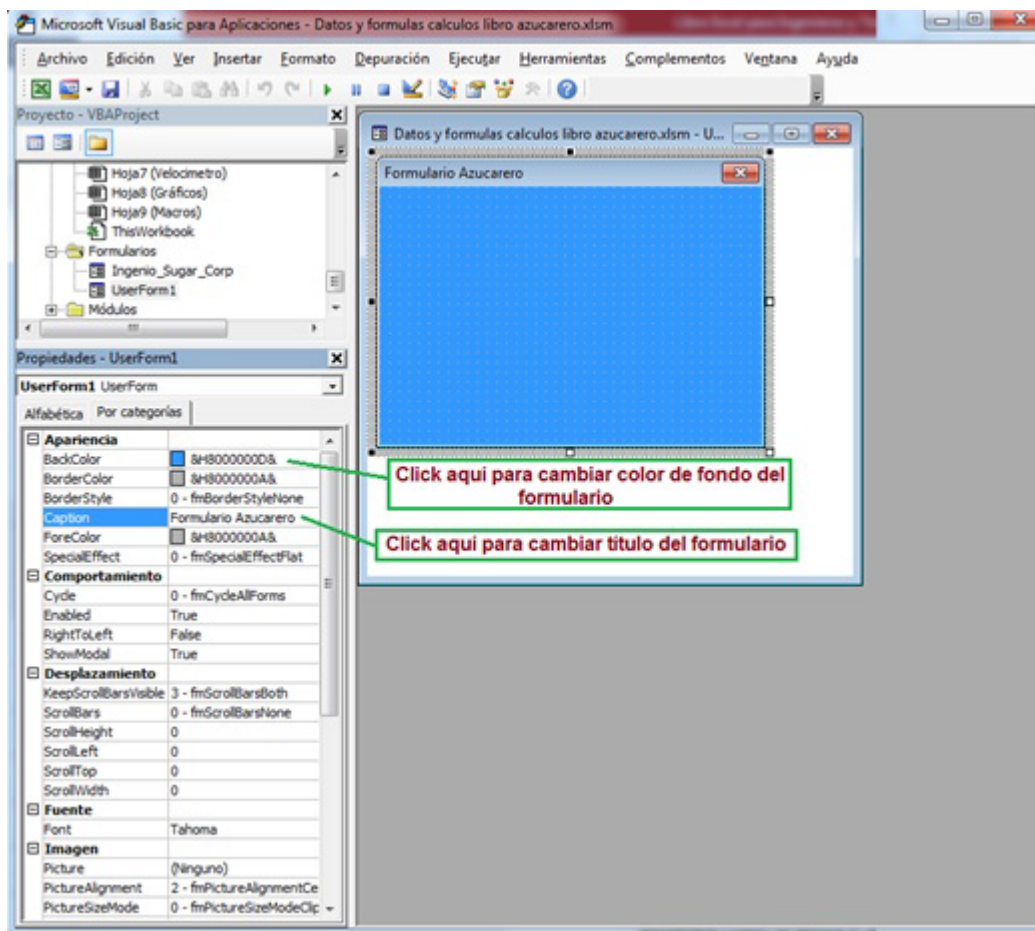 Microsoft Visual Basic para Aplicaciones - Datos y formulas calculos libro azucarero.xlsm
Archivo Edición Ver Insertar Formato Depuración Ejecutar Herramientas Complementos Ventana Ayuda
Proyecto - VBAProject
Hoja7 (Velocimetro)
Hoja8 (Gráficos)
Hoja9 (Macros)
ThisWorkbook
Formularios
Ingenio_Sugar_Corp
UserForm1
Módulos
Propiedades - UserForm1
UserForm1 UserForm
Alfabética Por categorías
Apariencia
BackColor &H8000000D&
BorderColor &H8000000A&
BorderStyle 0 - fmBorderStyleNone
Caption Formulario Azucarero
ForeColor &H8000000A&
SpecialEffect 0 - fmSpecialEffectFlat
Comportamiento
Cycle 0 - fmCycleAllForms
Enabled True
RightToLeft False
ShowModal True
Desplazamiento
KeepScrollBarsVisible 3 - fmScrollBarsBoth
ScrollBars 0 - fmScrollBarsNone
ScrollHeight 0
ScrollLeft 0
ScrollTop 0
ScrollWidth 0
Fuente
Font Tahoma
Imagen
Picture (Ninguno)
PictureAlignment 2 - fmPictureAlignmentCe
PictureSizeMode 0 - fmPictureSizeModeClip
Datos y formulas calculos libro azucarero.xlsm - U...
Formulario Azucarero
Click aqui para cambiar color de fondo del
formulario
Click aqui para cambiar titulo del formulario